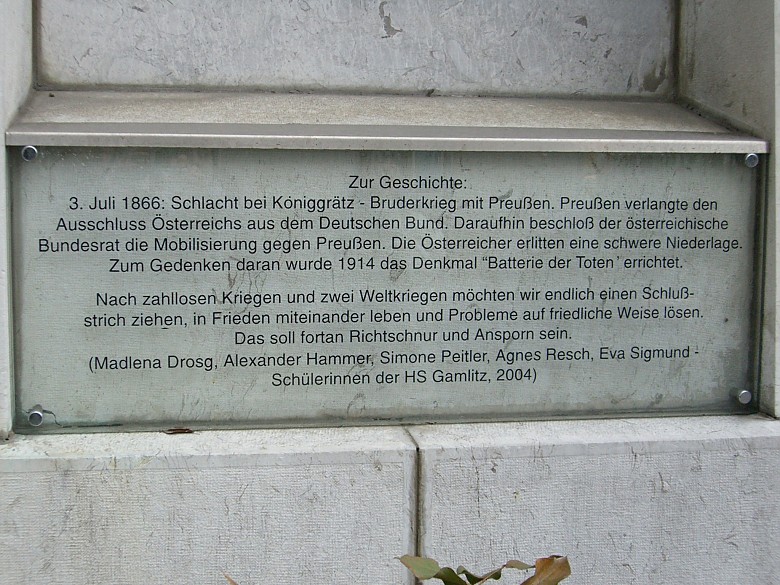 Zur Geschichte:
3. Juli 1866: Schlacht bei Königgrätz - Bruderkrieg mit Preußen. Preußen verlangte den
Ausschluss Österreichs aus dem Deutschen Bund. Daraufhin beschloß der österreichische
Bundesrat die Mobilisierung gegen Preußen. Die Österreicher erlitten eine schwere Niederlage.
Zum Gedenken daran wurde 1914 das Denkmal "Batterie der Toten' errichtet.
Nach zahllosen Kriegen und zwei Weltkriegen möchten wir endlich einen Schluß-
strich ziehen, in Frieden miteinander leben und Probleme auf friedliche Weise lösen.
Das soll fortan Richtschnur und Ansporn sein.
(Madlena Drosg, Alexander Hammer, Simone Peitler, Agnes Resch, Eva Sigmund -
Schülerinnen der HS Gamlitz, 2004)